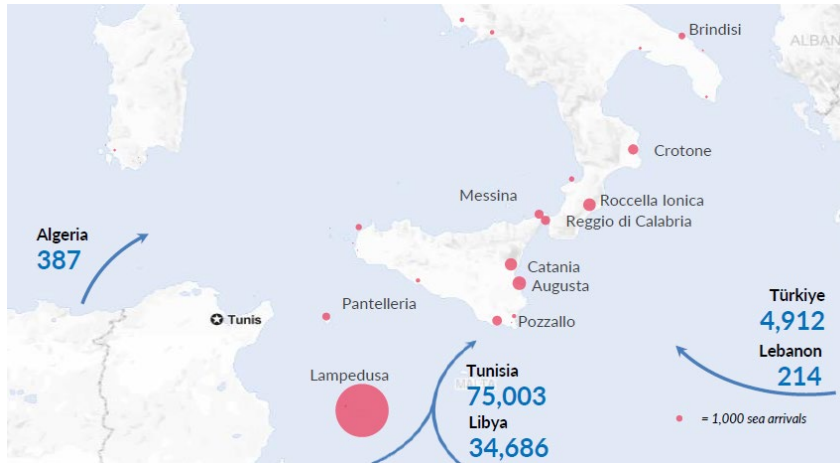 Brindisi
ALBAN
Crotone
Messina
Roccella Ionica
Reggio di Calabria
Algeria
387
Catania
Augusta
Türkiye
4,912
Pantelleria
Tunis
Pozzallo
Lebanon
214
Lampedusa
Tunisia
MALTA
75,003
Libya
34,686
= 1,000 sea arrivals